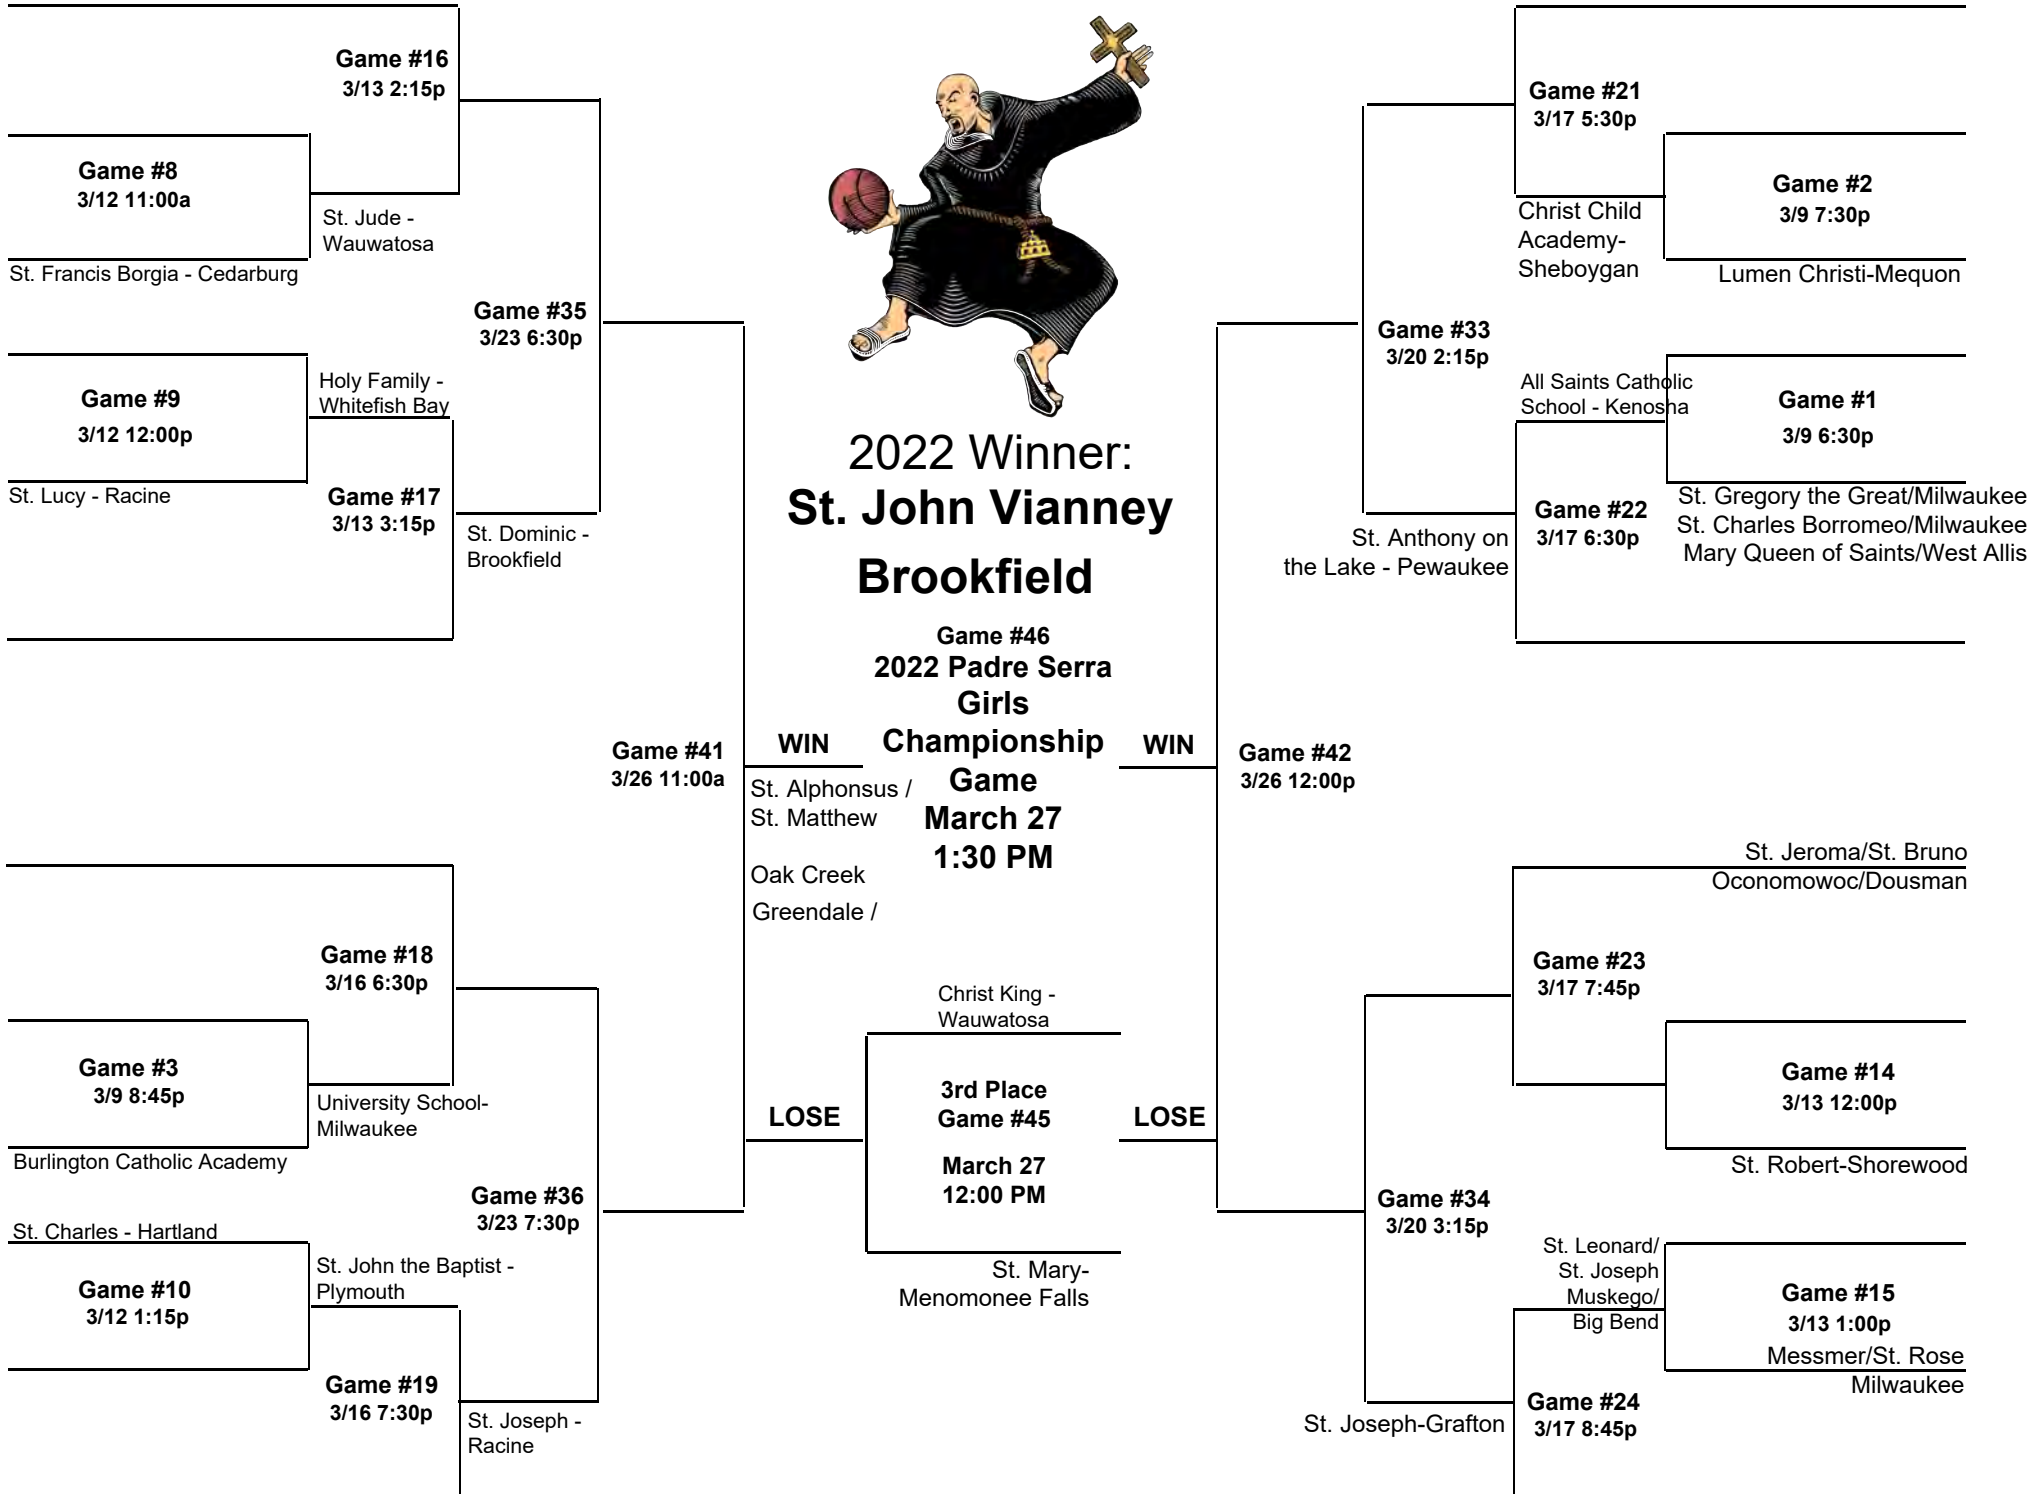 Game #16
3/13 2:15p
Game #8
3/12 11:00a
St. Jude -
Wauwatosa
St. Francis Borgia - Cedarburg
Game #35
3/23 6:30p
Game #9
3/12 12:00p
Holy Family -
Whitefish Bay
St. Lucy - Racine
Game #17
3/13 3:15p
St. Dominic -
Brookfield
Game #41
3/26 11:00a
Game #18
3/16 6:30p
Game #3
3/9 8:45p
University School-
Milwaukee
Burlington Catholic Academy
Game #36
3/23 7:30p
St. Charles - Hartland
Game #10
3/12 1:15p
St. John the Baptist -
Plymouth
Game #19
3/16 7:30p
St. Joseph -
Racine
2022 Winner:
St. John Vianney
Brookfield
Game #46
2022 Padre Serra
Girls
Championship
Game
March 27
1:30 PM
WIN
St. Alphonsus /
St. Matthew
Oak Creek
Greendale /
WIN
Christ King -
Wauwatosa
LOSE
3rd Place
Game #45
March 27
12:00 PM
LOSE
St. Mary-
Menomonee Falls
Game #21
3/17 5:30p
Game #2
3/9 7:30p
Christ Child
Academy-
Sheboygan
Lumen Christi-Mequon
Game #33
3/20 2:15p
All Saints Catholic
School - Kenosha
Game #1
3/9 6:30p
St. Gregory the Great/Milwaukee
St. Charles Borromeo/Milwaukee
Mary Queen of Saints/West Allis
Game #22
3/17 6:30p
St. Anthony on
the Lake - Pewaukee
Game #42
3/26 12:00p
St. Jeroma/St. Bruno
Oconomowoc/Dousman
Game #23
3/17 7:45p
Game #14
3/13 12:00p
St. Robert-Shorewood
Game #34
3/20 3:15p
St. Leonard/
St. Joseph
Muskego/
Big Bend
Game #15
3/13 1:00p
Messmer/St. Rose
Milwaukee
Game #24
3/17 8:45p
St. Joseph-Grafton